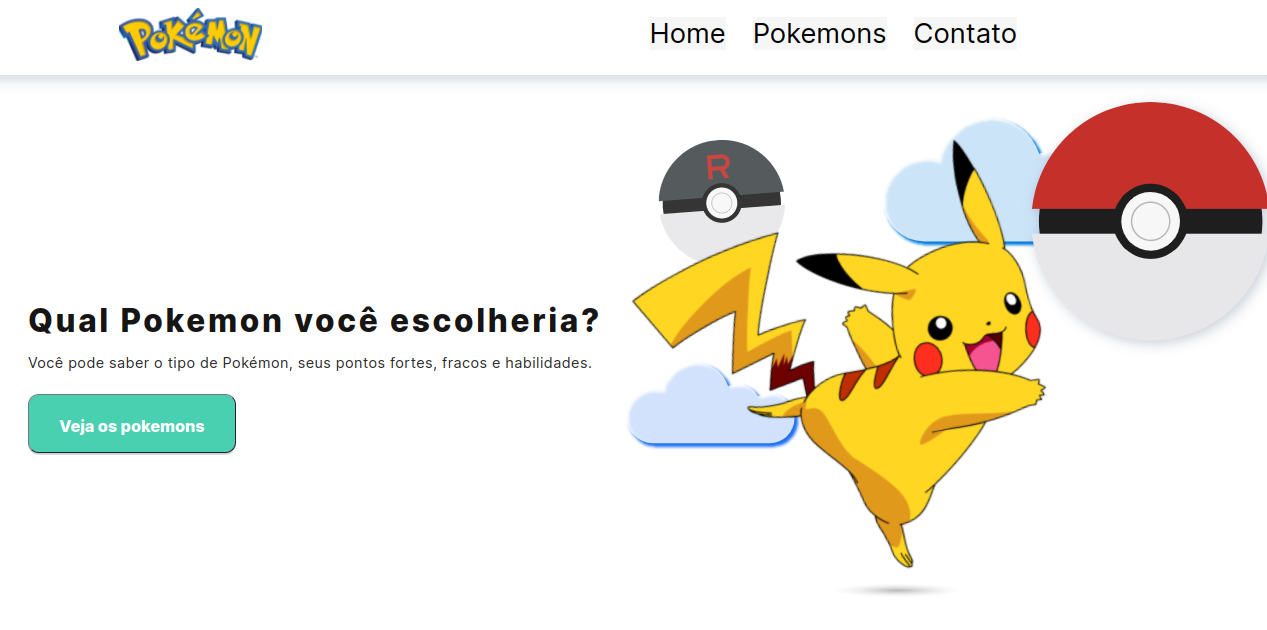 Pokémon
Home Pokemons Contato
R
Qual Pokemon você escolheria?
Você pode saber o tipo de Pokémon, seus pontos fortes, fracos e habilidades.
Veja os pokemons